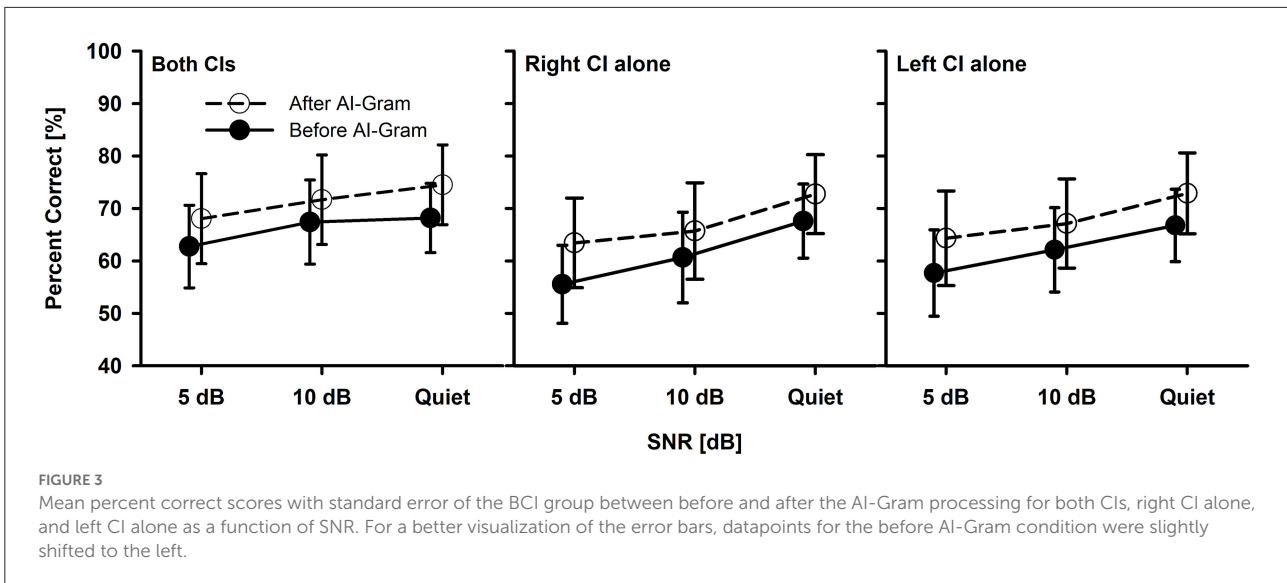 Percent Correct [%]
100
90
80
70
60
50
40
Both CIs
After AI-Gram
Before AI-Gram
5 dB
10 dB
Quiet
Right CI alone
5 dB
10 dB
Quiet
Left CI alone
5 dB
10 dB
Quiet
SNR [dB]
FIGURE 3
Mean percent correct scores with standard error of the BCI group between before and after the AI-Gram processing for both CIs, right CI alone,
and left CI alone as a function of SNR. For a better visualization of the error bars, datapoints for the before AI-Gram condition were slightly
shifted to the left.